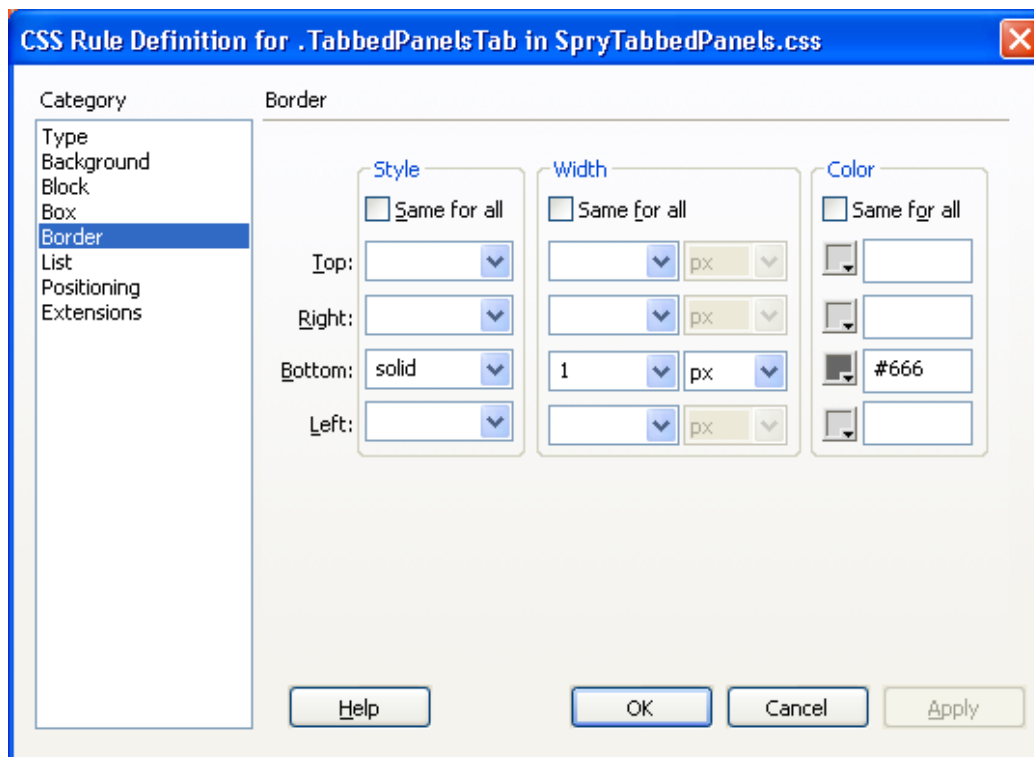 CSS Rule Definition for .TabbedPanelsTab in SpryTabbedPanels.css
Category
Border
Type
Background
Block
Box
Border
List
Positioning
Extensions
Style
Width
Color
Same for all
Same for all
Same for all
Top:
px
Right:
px
Bottom:
solid
1
px
#666
Left:
px
Help
OK
Cancel
Apply